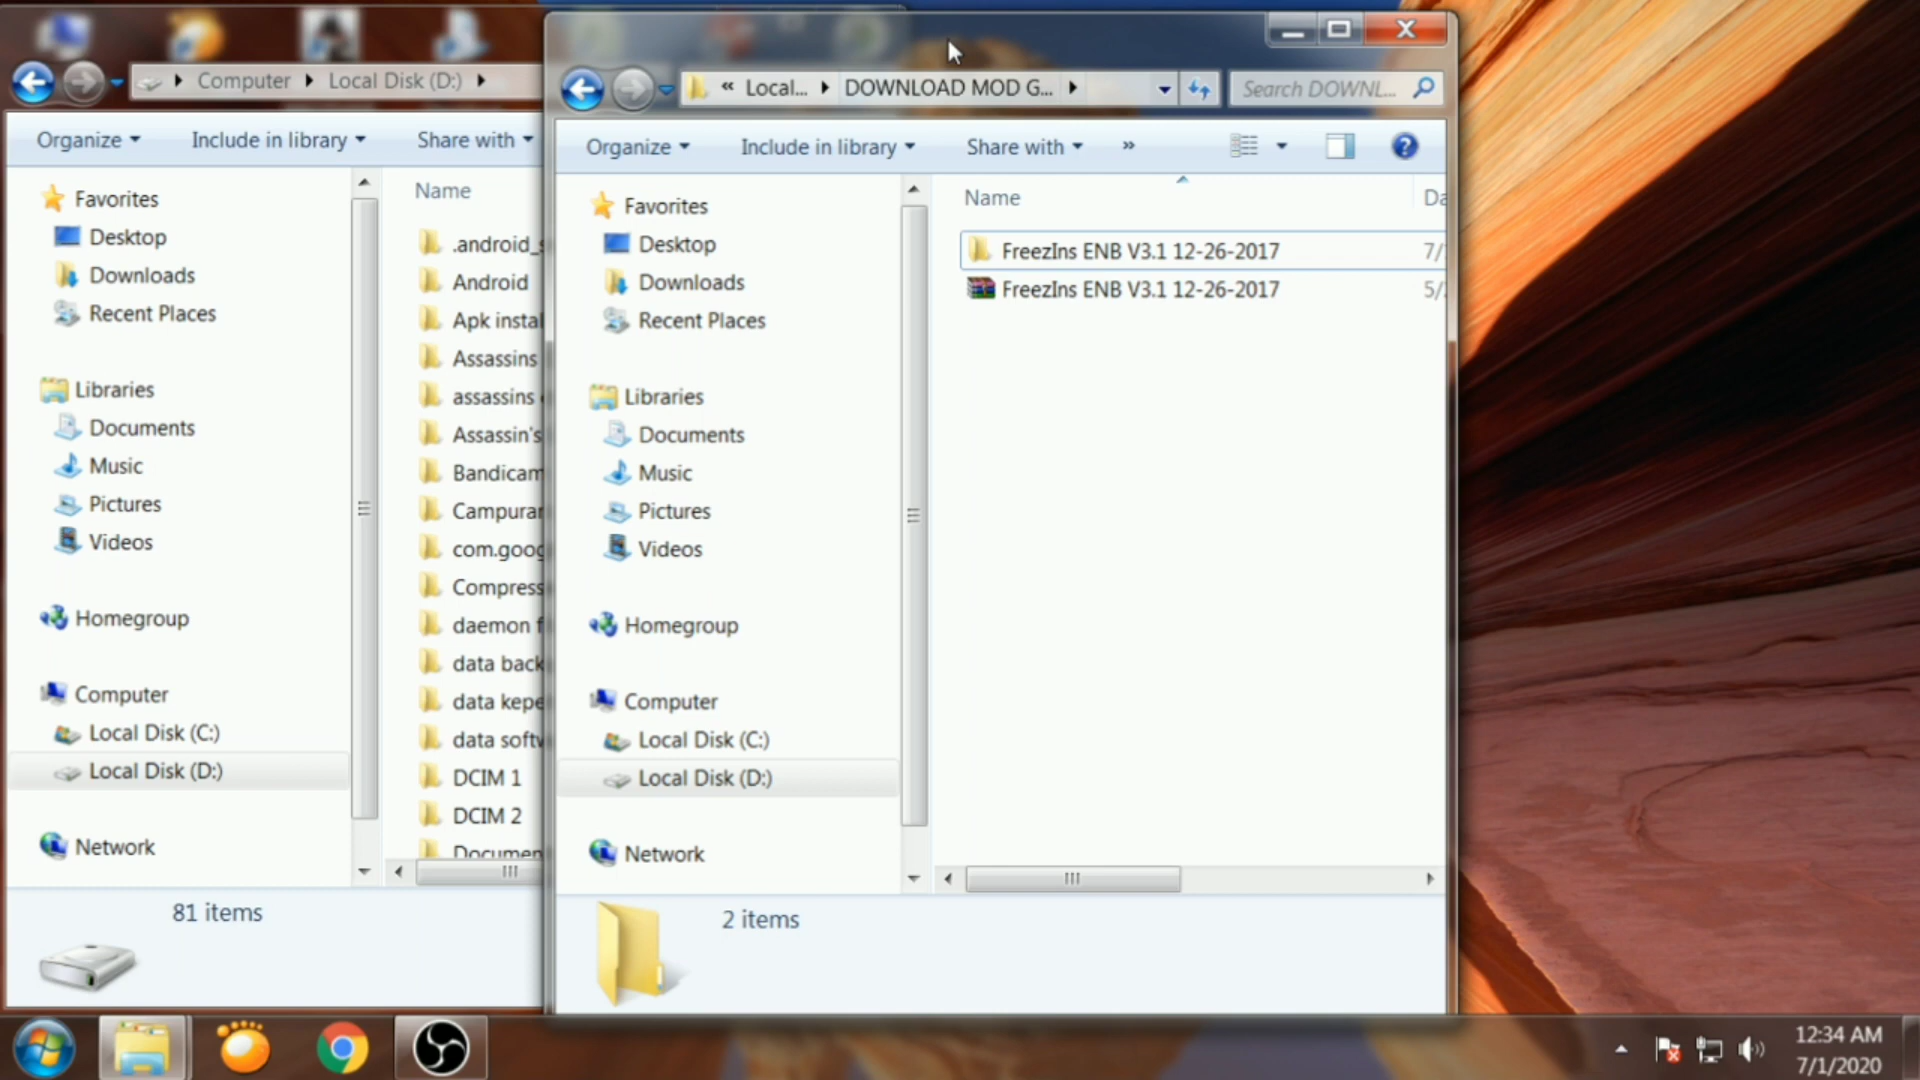 Computer
Local Disk (D:)
Organize
Include in library
Share with
Favorites
Desktop
Downloads
Recent Places
Libraries
Documents
Music
Pictures
Videos
Homegroup
Computer
Local Disk (C:)
Local Disk (D:)
Network
Name
.android_s
Android
Apk instal
Assassins
assassins
Assassin's
Bandicam
Campuran
com.goog
Compress
daemon f
data back
data kepe
data softw
DCIM 1
DCIM 2
Documen
81 items
« Local...
DOWNLOAD MOD G...
Search DOWNL...
Organize
Include in library
Share with
»
Favorites
Desktop
Downloads
Recent Places
Libraries
Documents
Music
Pictures
Videos
Homegroup
Computer
Local Disk (C:)
Local Disk (D:)
Network
Name
Da
FreezIns ENB V3.1 12-26-2017
7/
FreezIns ENB V3.1 12-26-2017
5/
2 items
12:34 AM
7/1/2020